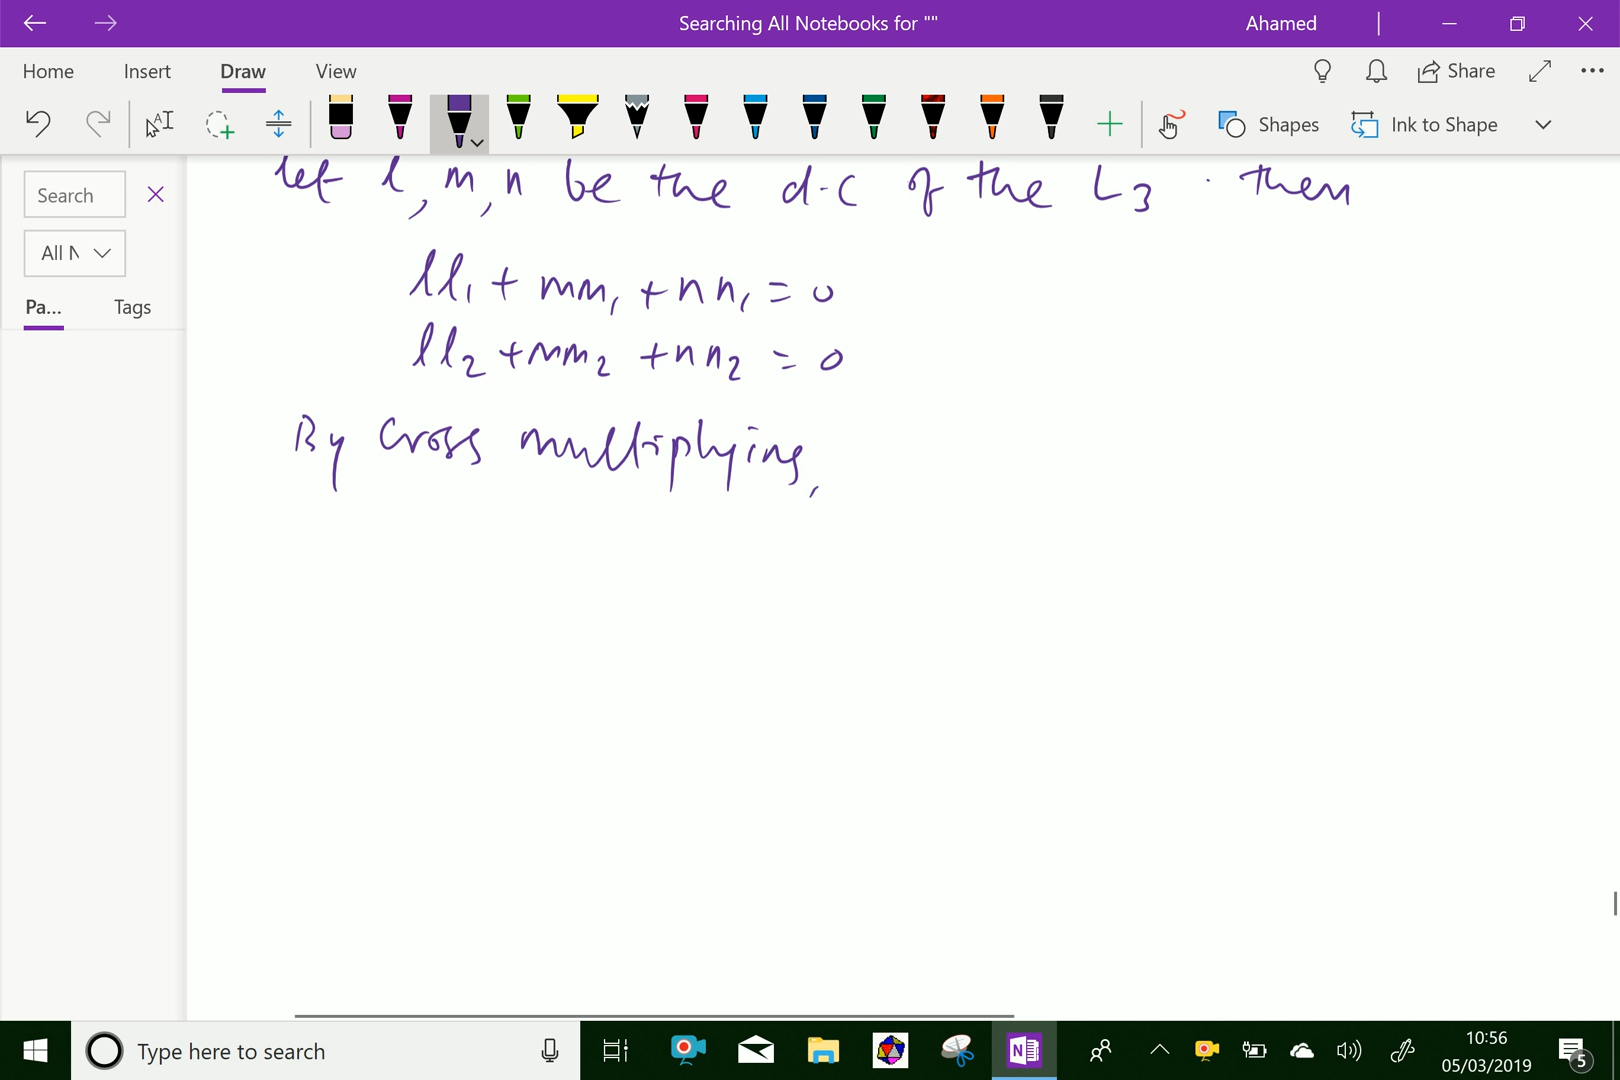 Searching All Notebooks for ""
Ahamed
Home Insert Draw View
Share
Shapes
Ink to Shape
Search
All N
Pa...
Tags
let l, m, n be the d.c of the L3 . then
ll₁ + mm₁ + nn₁ = 0
ll₂ + mm₂ + nn₂ = 0
By cross multiplying,
Type here to search
10:56
05/03/2019
5